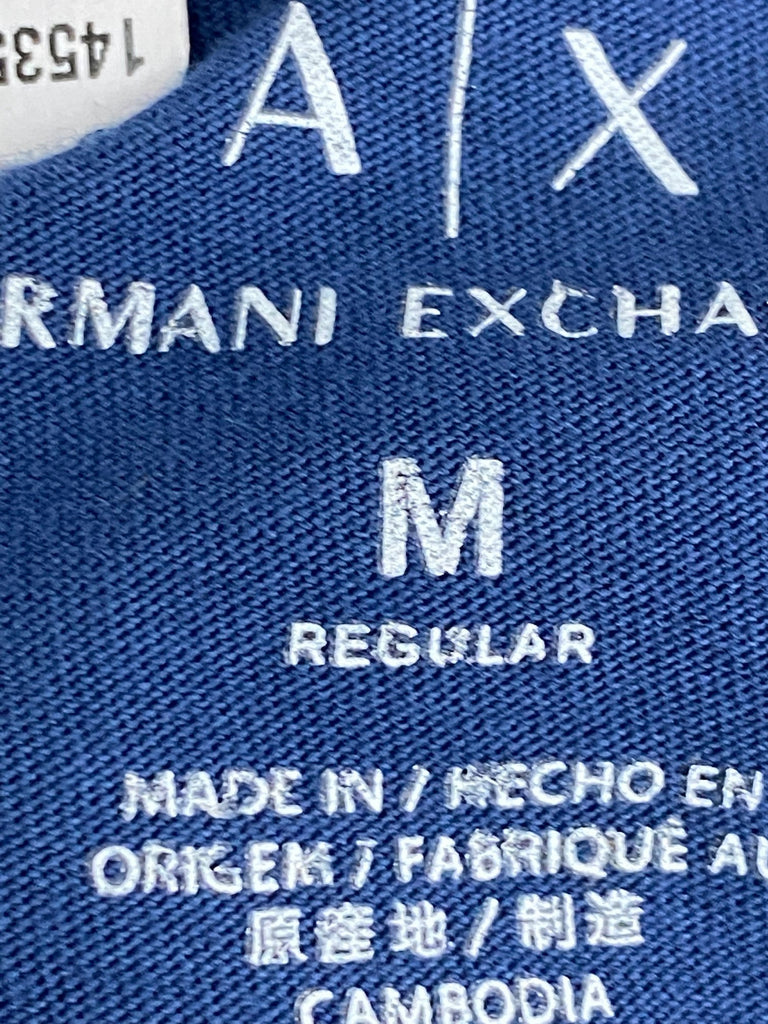 1453
A|X
RMANI EXCHA
M
REGULAR
MADE IN / HECHO EN
ORIGEM / FABRIQUÉ AU
原産地 / 制造
CAMBODIA